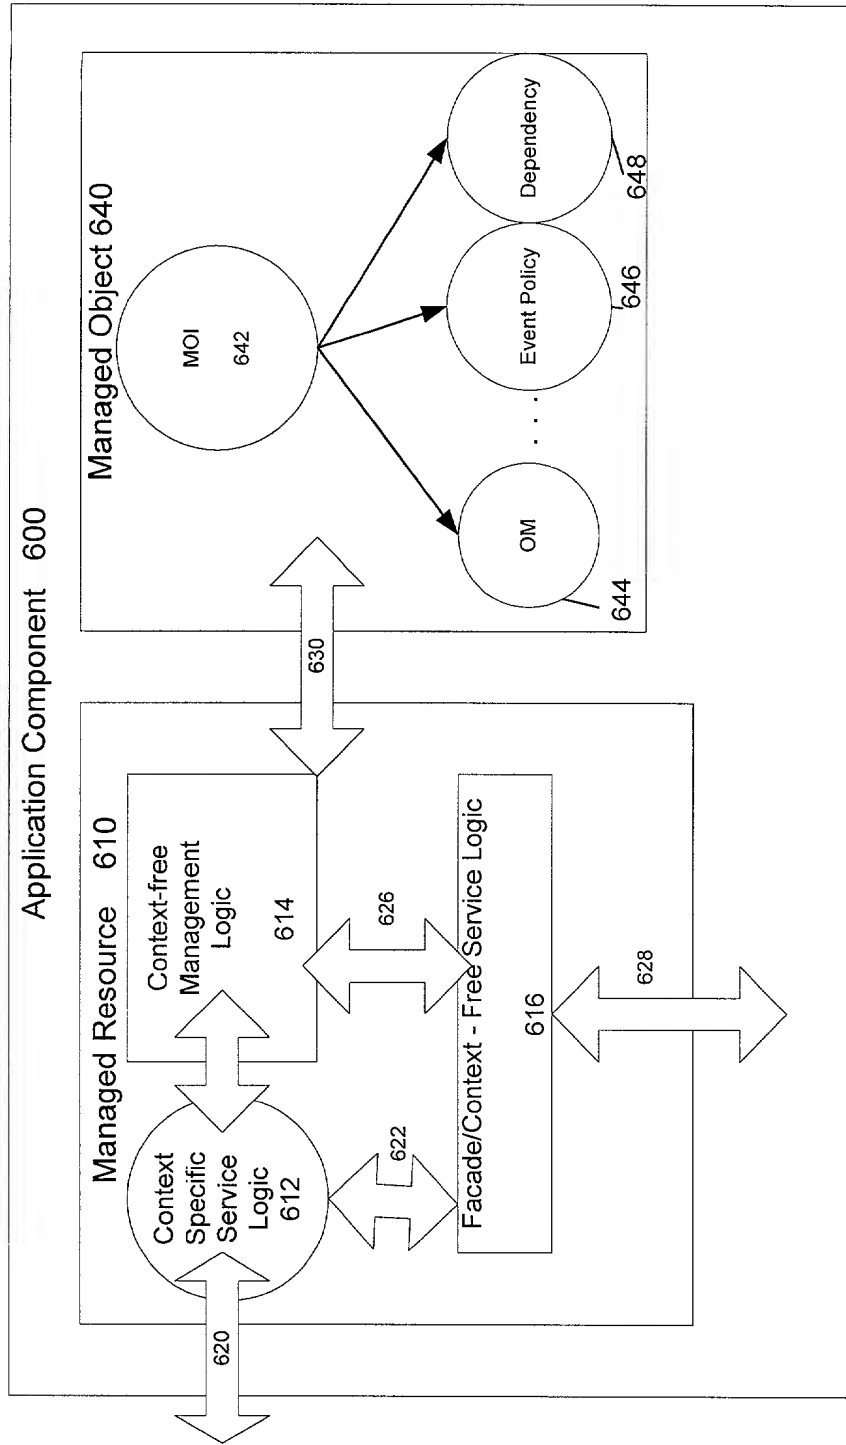 Application Component 600
Managed Resource 610
Context
Specific
Service
Logic
612
Context-free
Management
Logic
614
620
622
626
Facade/Context - Free Service Logic
616
628
630
Managed Object 640
MOI
642
OM
644
. . . .
Event Policy
646
Dependency
648